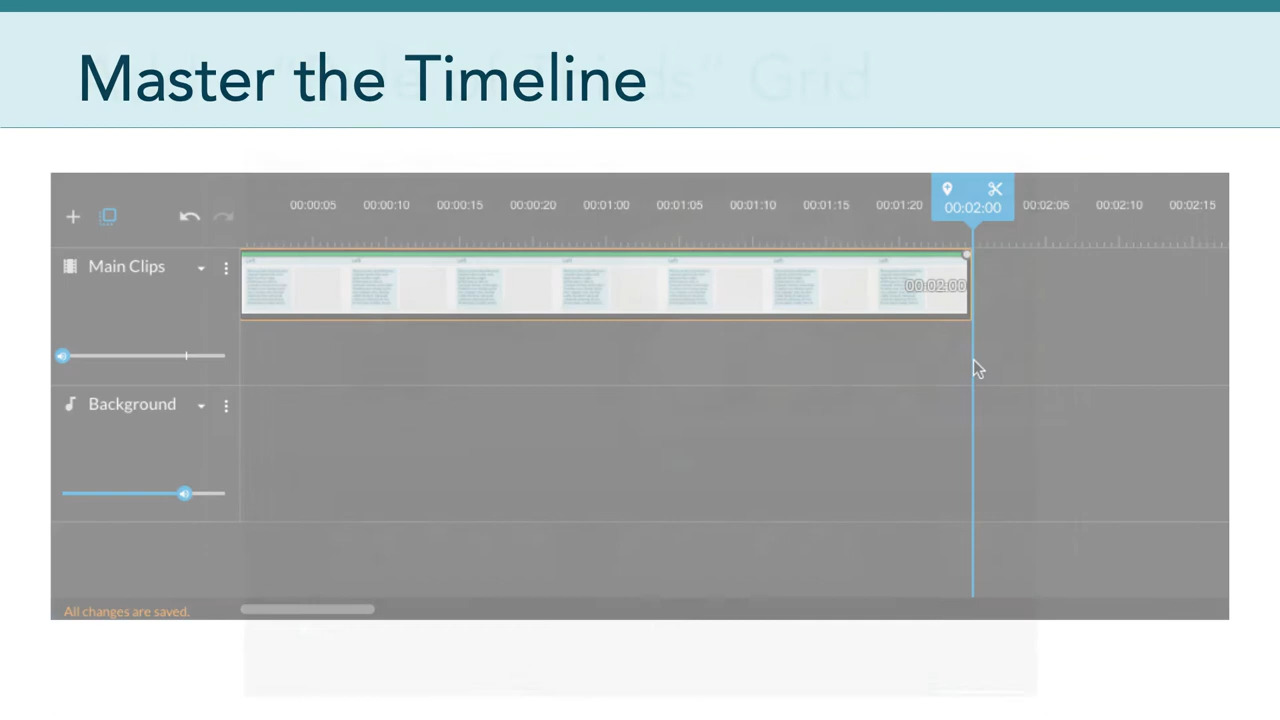 Master the Timeline
00:00:05 00:00:10 00:00:15 00:00:20 00:01:00 00:01:05 00:01:10 00:01:15 00:01:20 00:02:00 00:02:05 00:02:10 00:02:15
Main Clips
00:02:00
Background
All changes are saved.